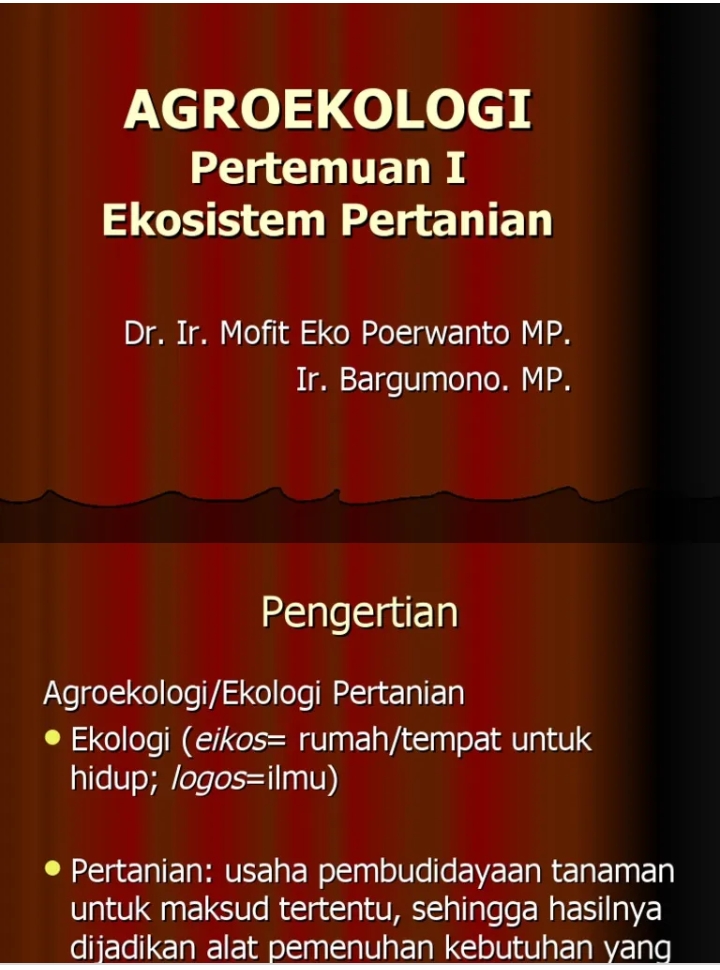 AGROEKOLOGI
Pertemuan I
Ekosistem Pertanian
Dr. Ir. Mofit Eko Poerwanto MP.
Ir. Bargumono. MP.
Pengertian
Agroekologi/Ekologi Pertanian
Ekologi (eikos= rumah/tempat untuk
hidup; logos=ilmu)
Pertanian: usaha pembudidayaan tanaman
untuk maksud tertentu, sehingga hasilnya
dijadikan alat pemenuhan kebutuhan yang